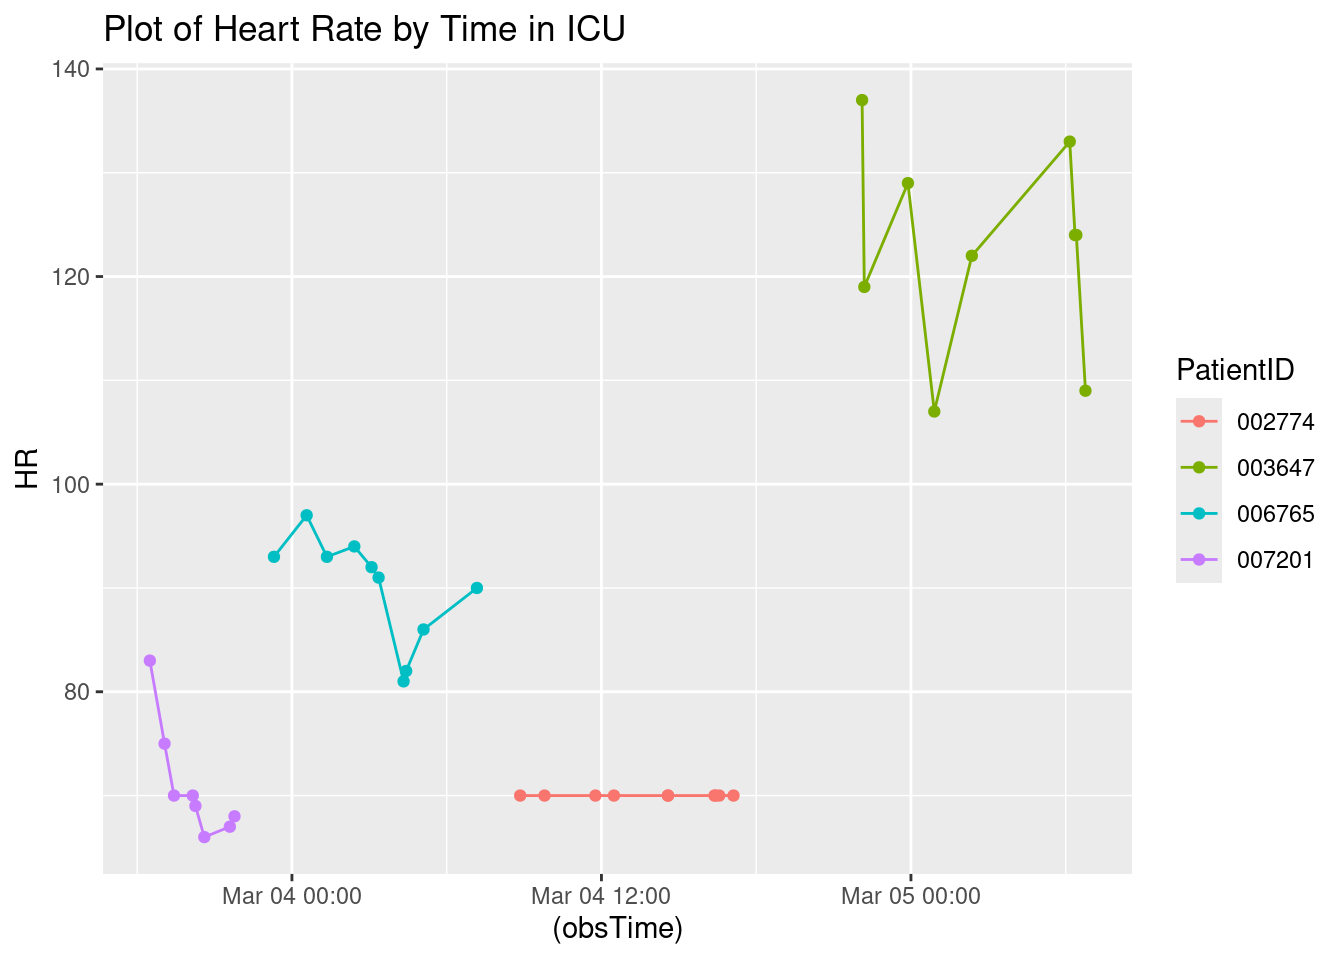 Plot of Heart Rate by Time in ICU
140
120
100
80
HR
Mar 04 00:00
Mar 04 12:00
Mar 05 00:00
(obsTime)
PatientID
002774
003647
006765
007201